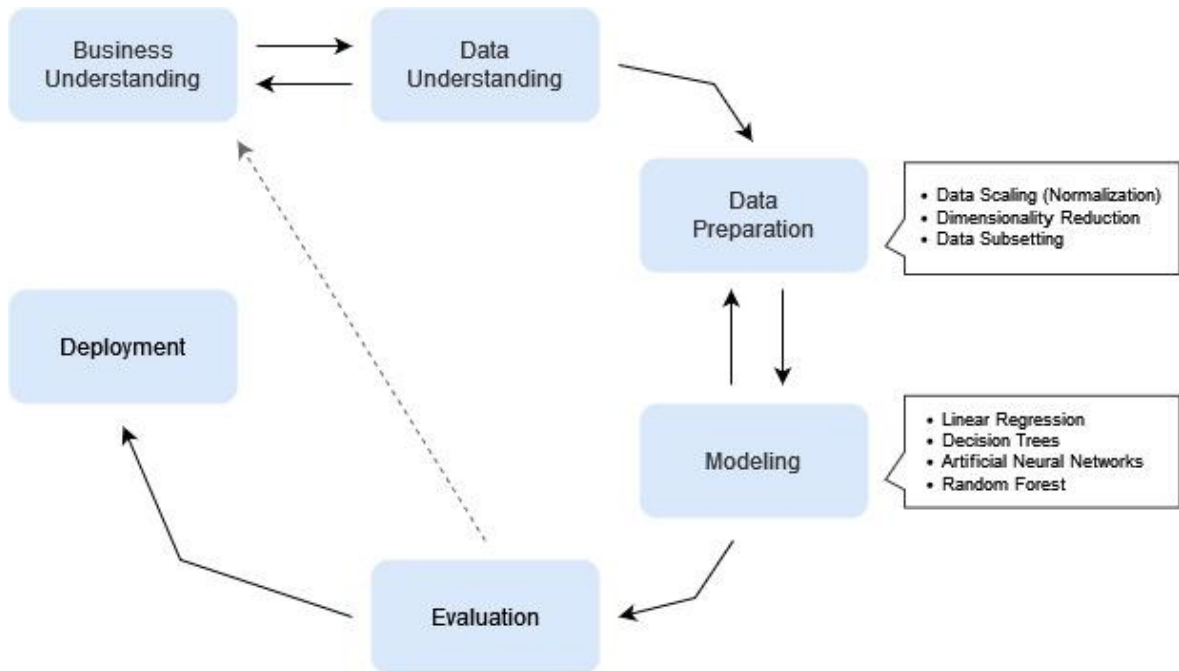 Business
Understanding
Data
Understanding
Data
Preparation
• Data Scaling (Normalization)
• Dimensionality Reduction
• Data Subsetting
Deployment
Modeling
• Linear Regression
• Decision Trees
• Artificial Neural Networks
• Random Forest
Evaluation